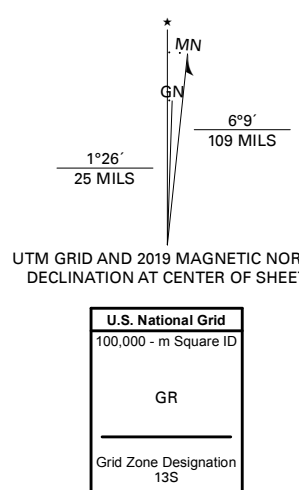 ★
MN
GN
6°9´
109 MILS
1°26´
25 MILS
UTM GRID AND 2019 MAGNETIC NOR
DECLINATION AT CENTER OF SHEET
U.S. National Grid
100,000 - m Square ID
GR
Grid Zone Designation
13S